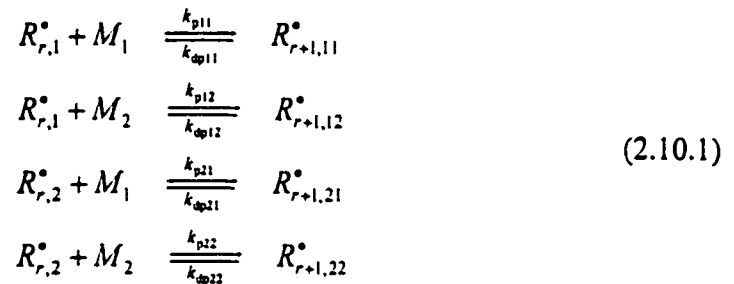 R•r,1 + M1 kp11 kdp11 R•r+1,11
R•r,1 + M2 kp12 kdp12 R•r+1,12
(2.10.1)
R•r,2 + M1 kp21 kdp21 R•r+1,21
R•r,2 + M2 kp22 kdp22 R•r+1,22